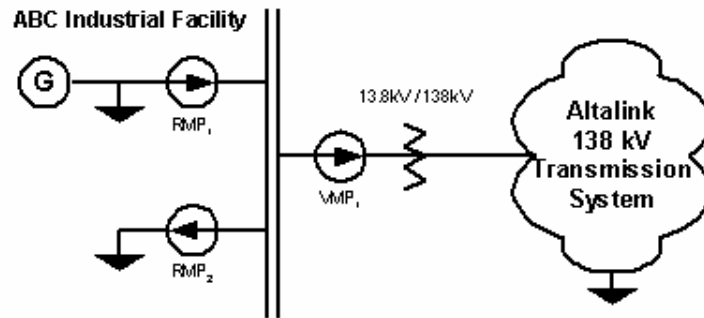 ABC Industrial Facility
G
RMP₁
13.8kV/138kV
VMP₁
RMP₂
Altalink
138 kV
Transmission
System